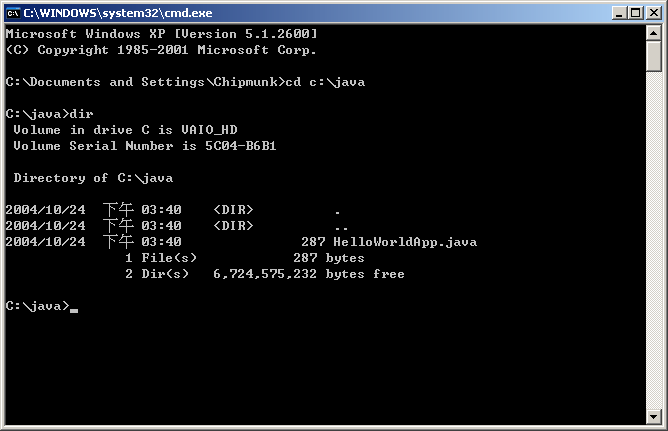 C:\WINDOWS\system32\cmd.exe
Microsoft Windows XP [Version 5.1.2600]
(C) Copyright 1985-2001 Microsoft Corp.
C:\Documents and Settings\Chipmunk>cd c:\java
C:\java>dir
Volume in drive C is VAIO_HD
Volume Serial Number is 5C04-B6B1
Directory of C:\java
2004/10/24  下午 03:40    <DIR>          .
2004/10/24  下午 03:40    <DIR>          ..
2004/10/24  下午 03:40               287 HelloWorldApp.java
1 File(s)            287 bytes
2 Dir(s)   6,724,575,232 bytes free
C:\java>_